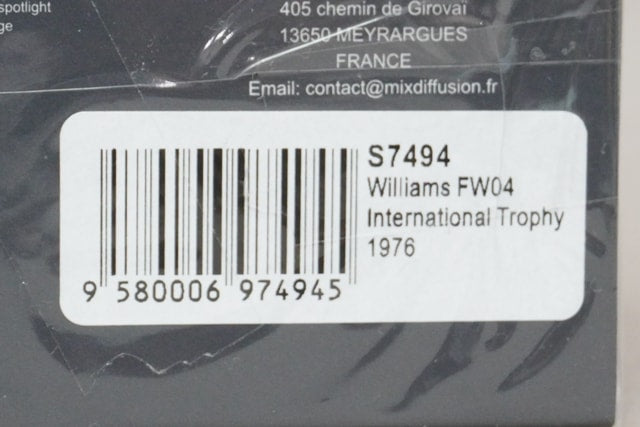 spotlight
ge
405 chemin de Girovaï
13650 MEYRARGUES
FRANCE
Email: contact@mixdiffusion.fr
S7494
Williams FW04
International Trophy
1976
9 580006 974945